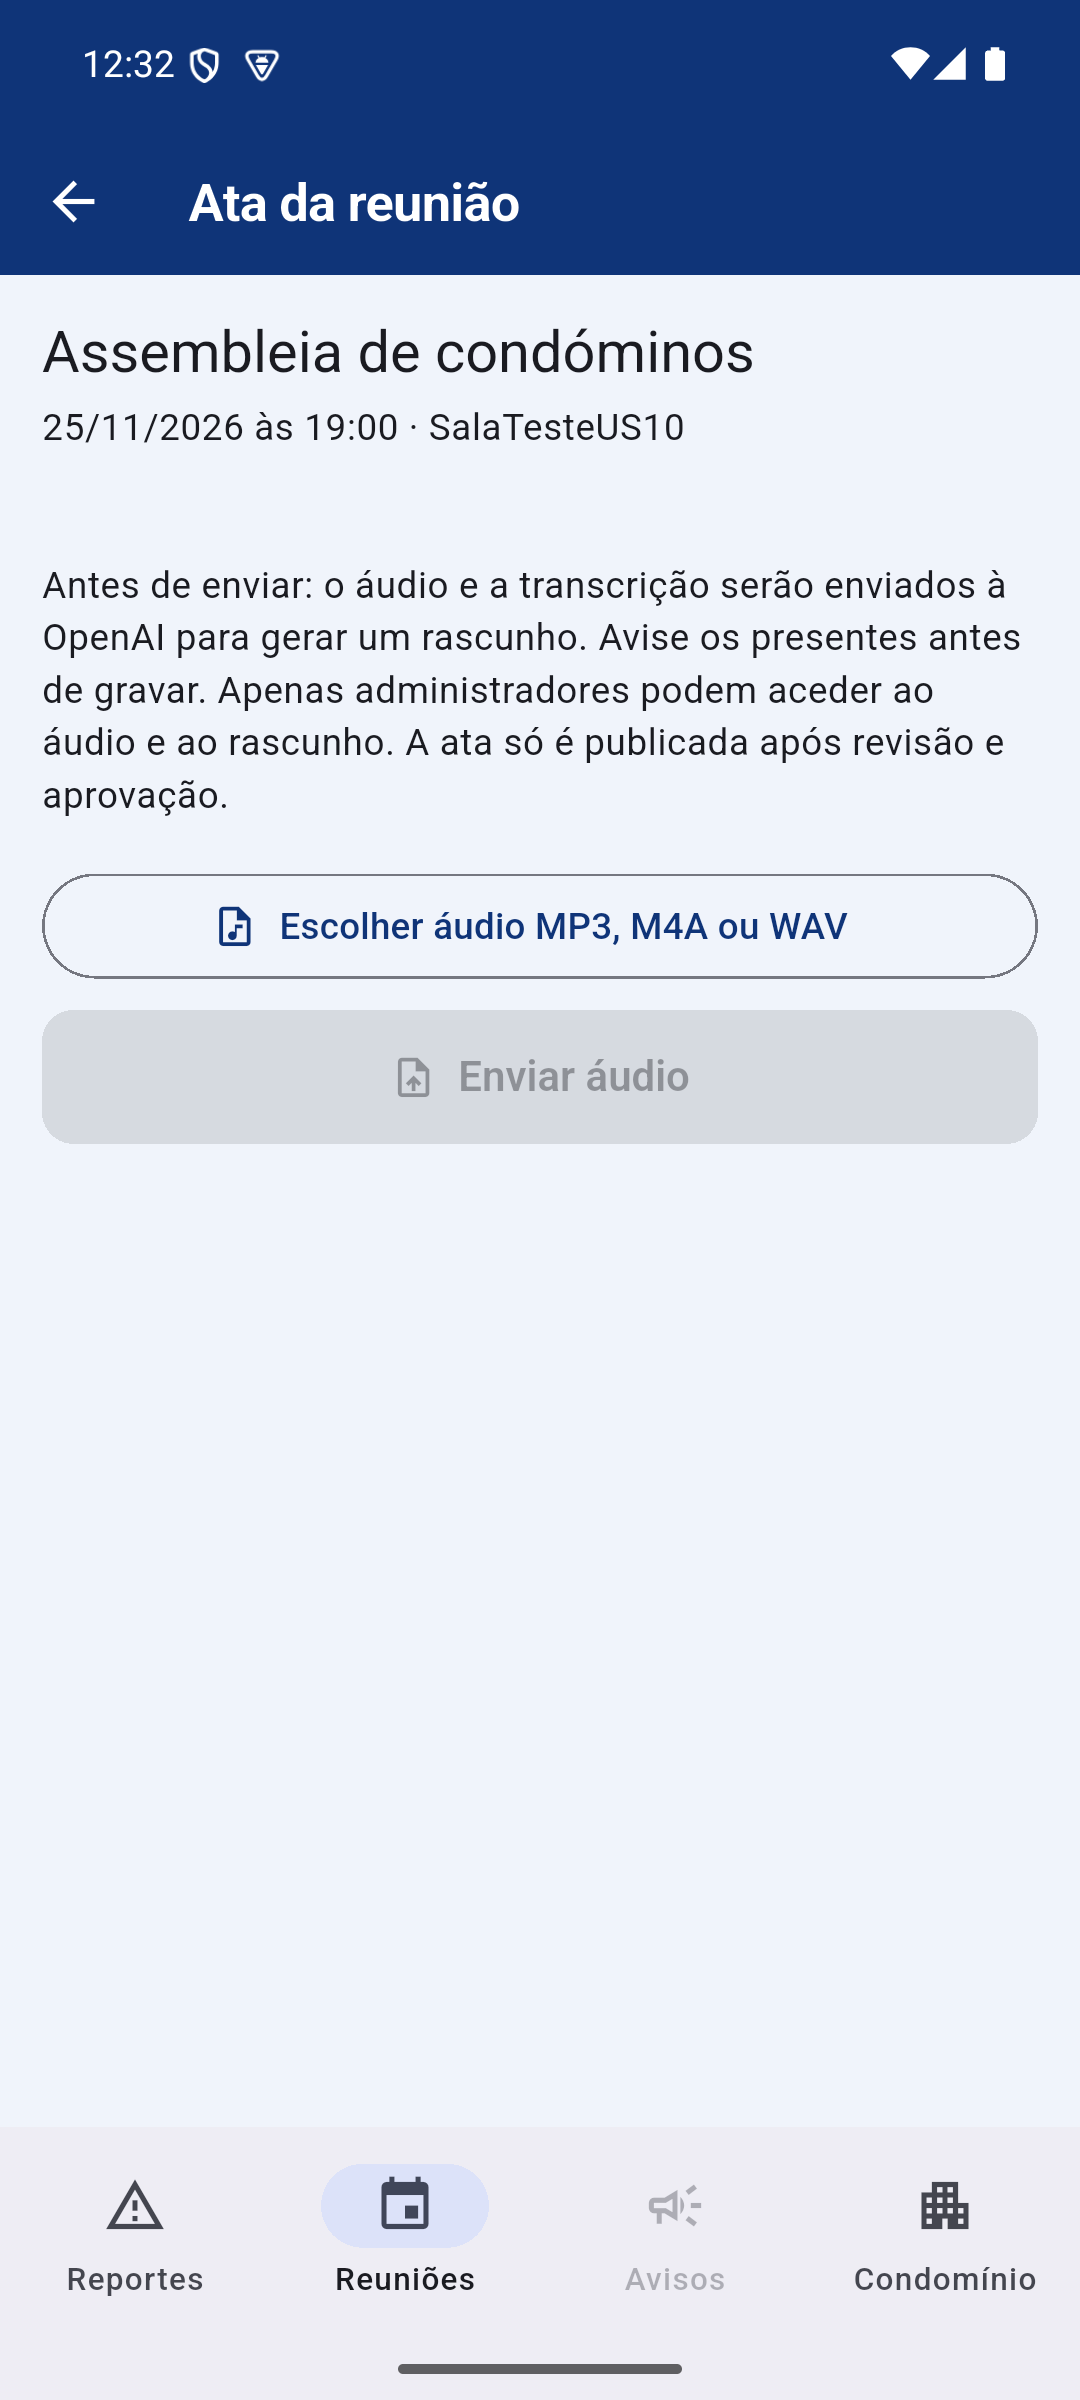 12:32
Ata da reunião
Assembleia de condóminos
25/11/2026 às 19:00 · SalaTesteUS10
Antes de enviar: o áudio e a transcrição serão enviados à
OpenAI para gerar um rascunho. Avise os presentes antes
de gravar. Apenas administradores podem aceder ao
áudio e ao rascunho. A ata só é publicada após revisão e
aprovação.
Escolher áudio MP3, M4A ou WAV
Enviar áudio
Reportes
Reuniões
Avisos
Condomínio